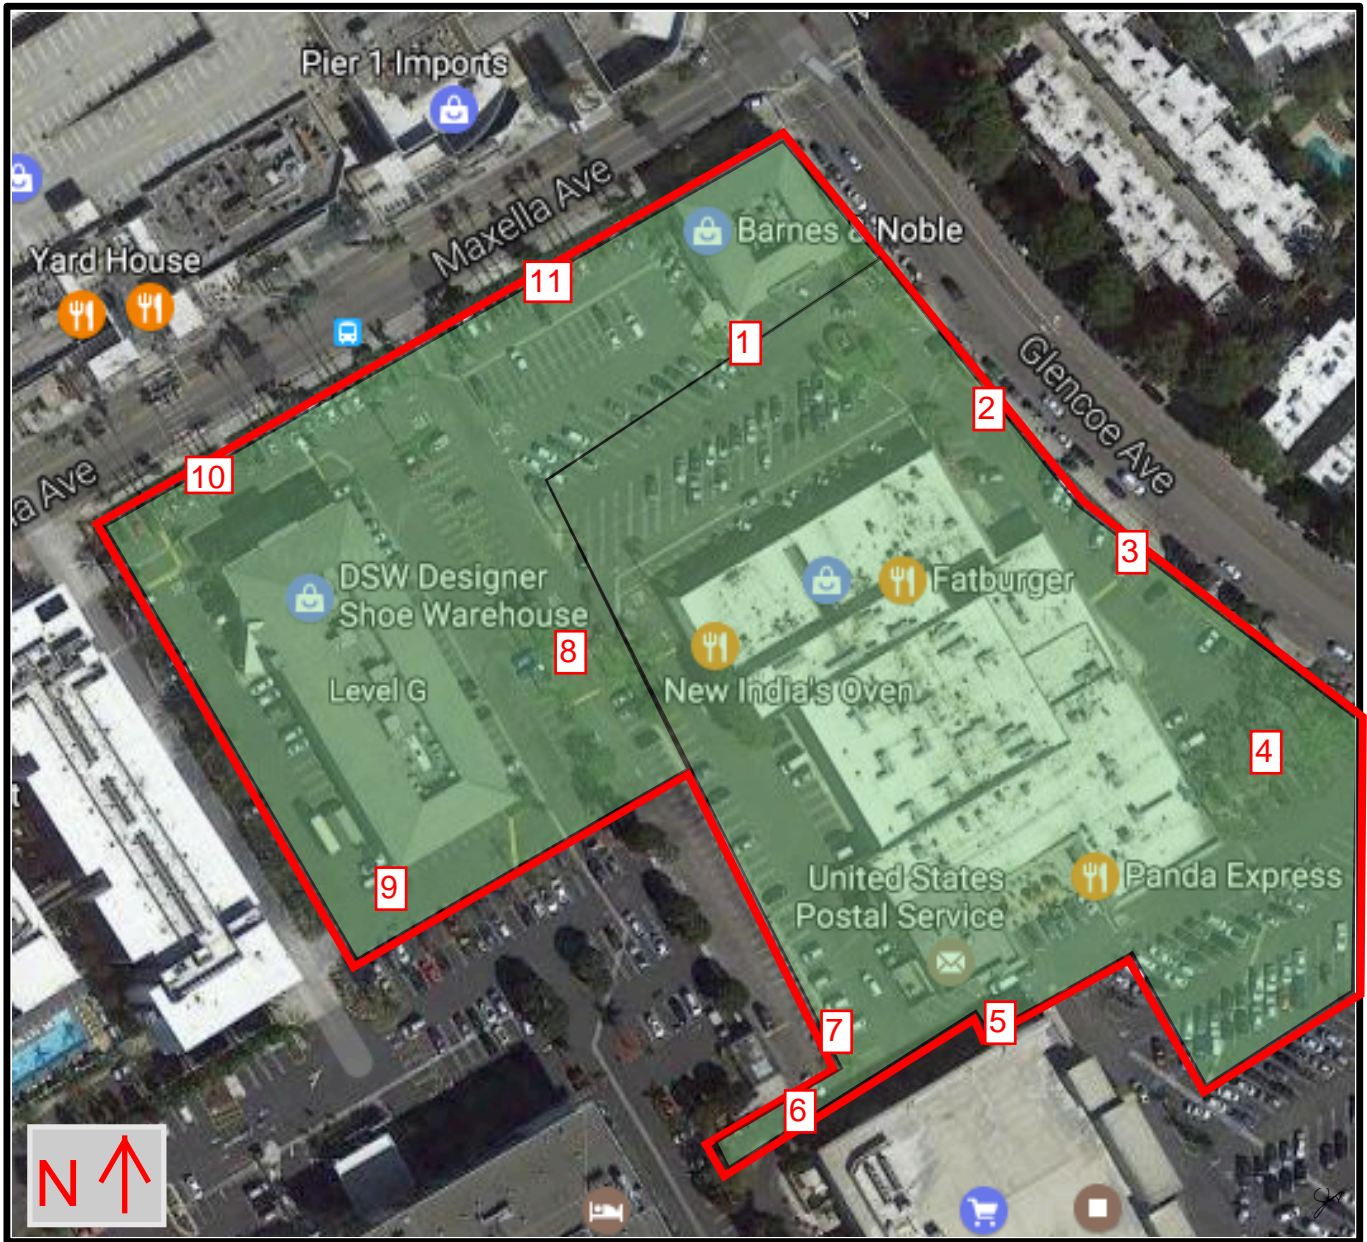 Pier 1 Imports
Maxella Ave
Yard House
Barnes & Noble
11
1
2
Glencoe Ave
la Ave
10
3
DSW Designer
Shoe Warehouse
Fatburger
8
Level G
New India's Oven
4
9
United States
Postal Service
Panda Express
5
7
6
N